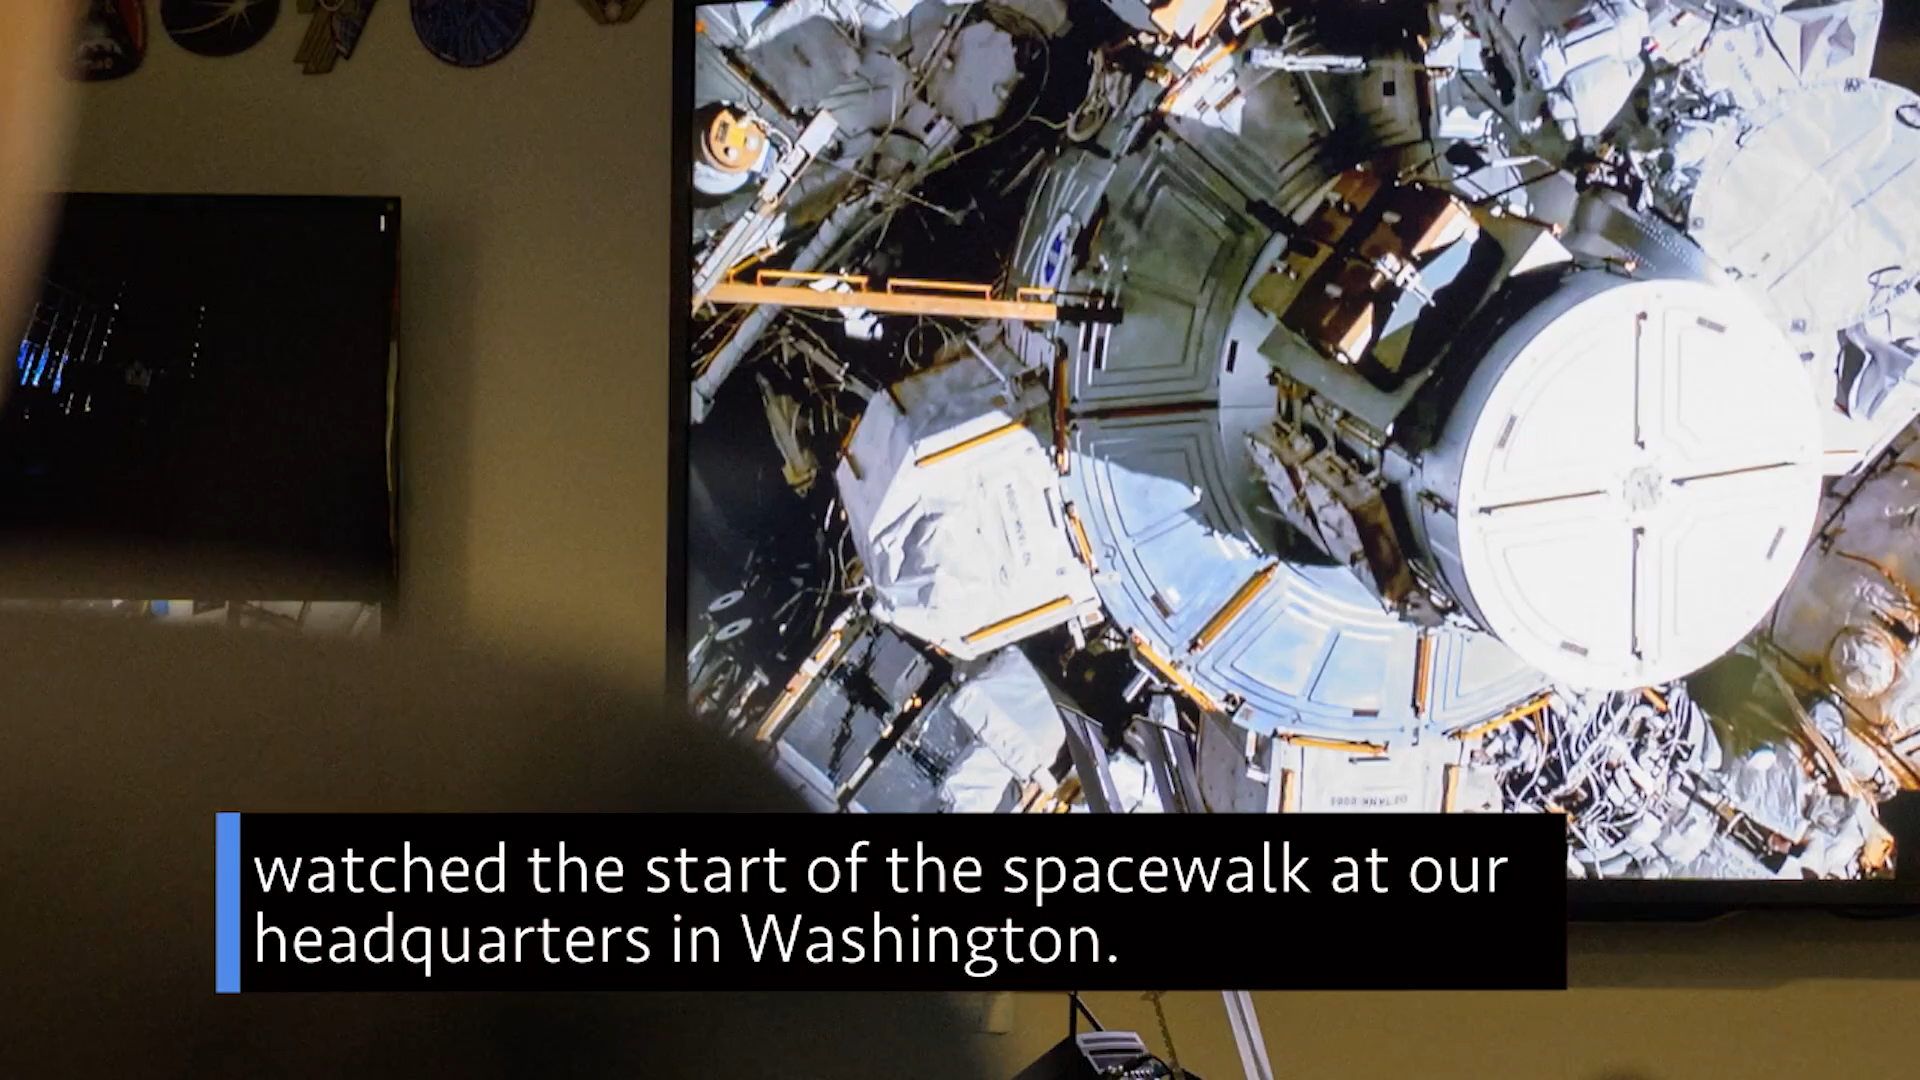 watched the start of the spacewalk at our
headquarters in Washington.